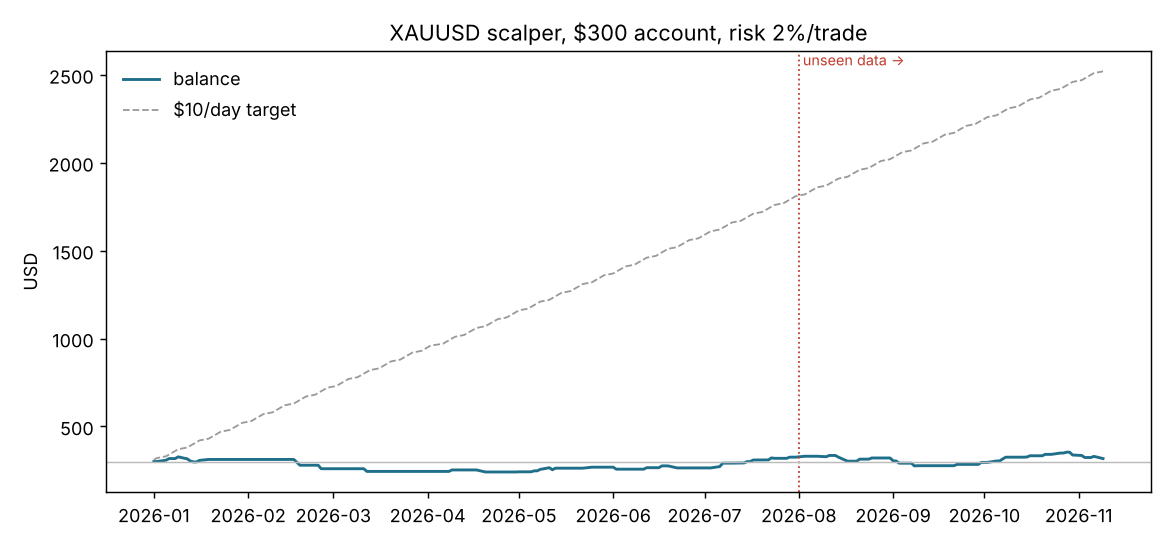 XAUUSD scalper, $300 account, risk 2%/trade
unseen data →
balance
$10/day target
2500
2000
1500
1000
500
USD
2026-01 2026-02 2026-03 2026-04 2026-05 2026-06 2026-07 2026-08 2026-09 2026-10 2026-11